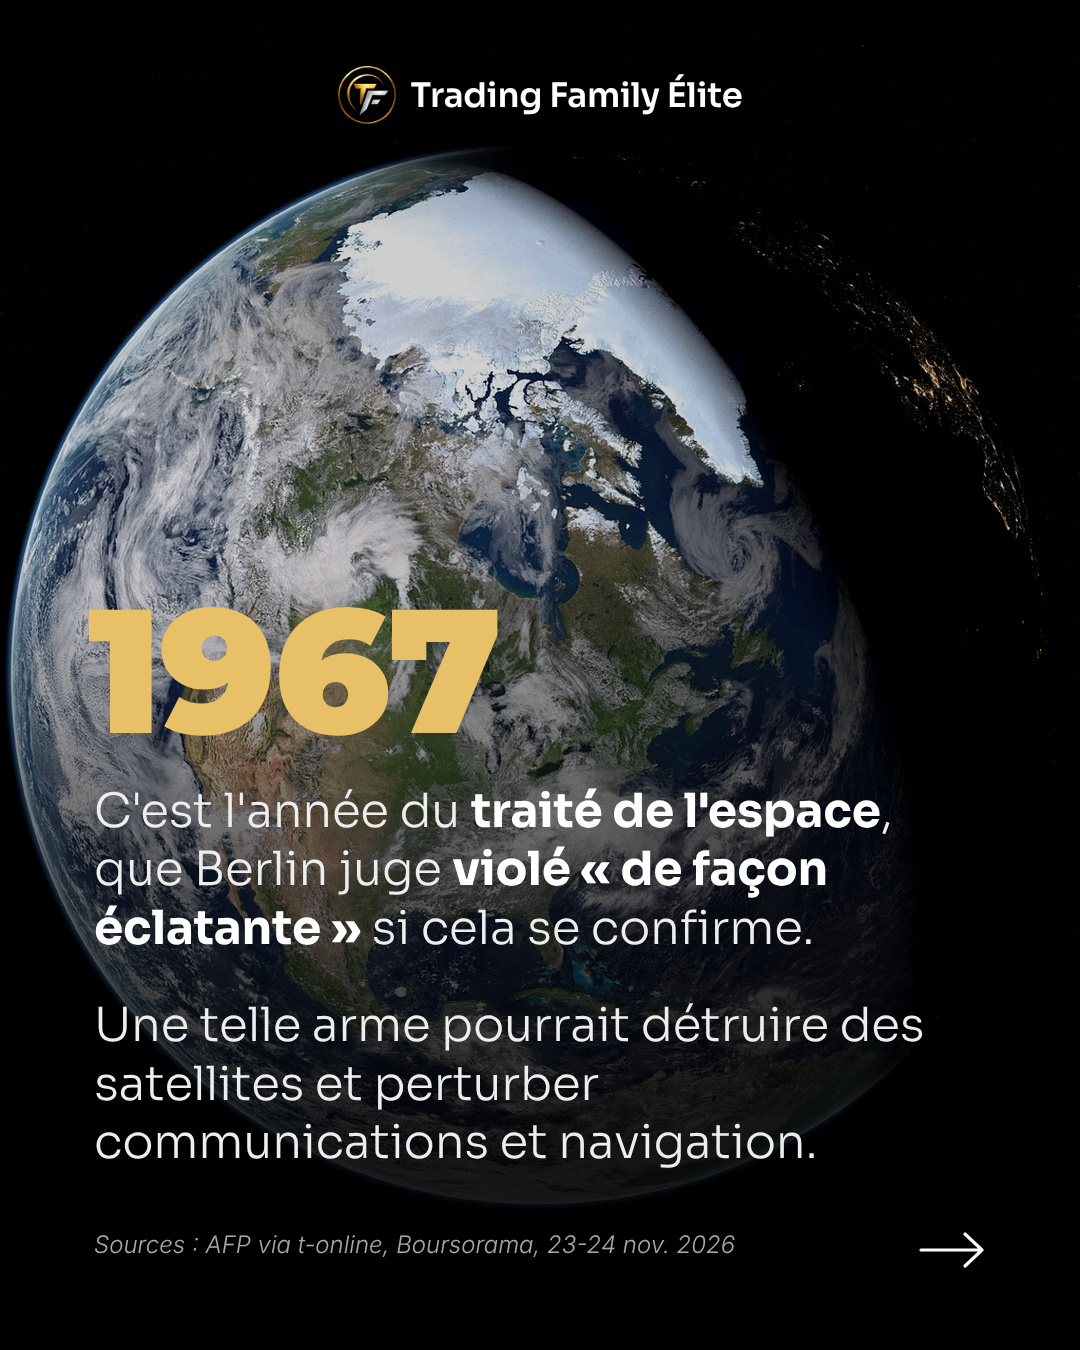 TF Trading Family Élite
1967
C'est l'année du traité de l'espace,
que Berlin juge violé « de façon
éclatante » si cela se confirme.
Une telle arme pourrait détruire des
satellites et perturber
communications et navigation.
Sources : AFP via t-online, Boursorama, 23-24 nov. 2026